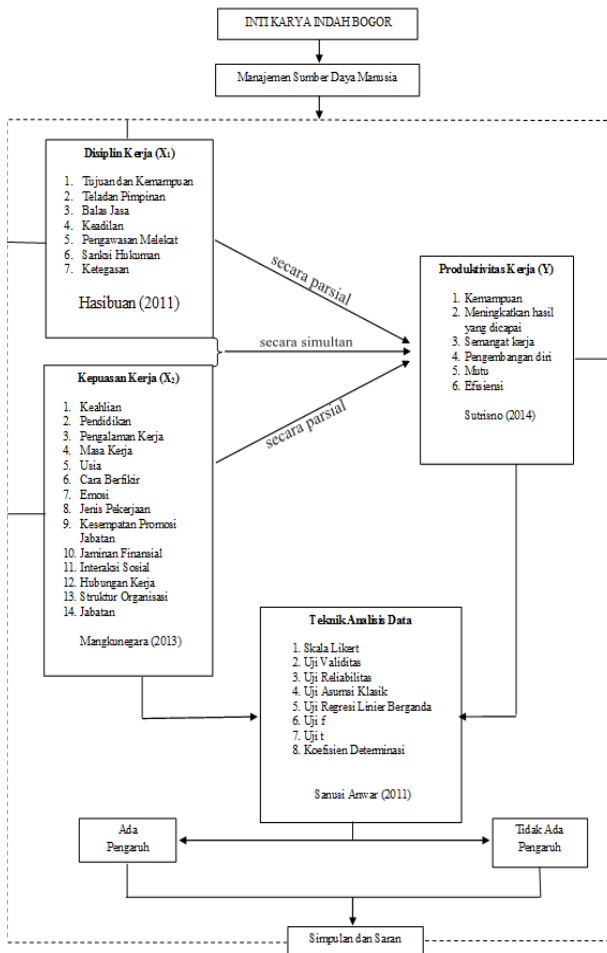 INTI KARYA INDAH BOGOR
Manajemen Sumber Daya Manusia
Disiplin Kerja (X₁)
1. Tujuan dan Kemampuan
2. Teladan Pimpinan
3. Balas Jasa
4. Keadilan
5. Pengawasan Melekat
6. Sanksi Hukuman
7. Ketegasan
Hasibuan (2011)
secara parsial
secara simultan
secara parsial
Produktivitas Kerja (Y)
1. Kemampuan
2. Meningkatkan hasil
yang dicapai
3. Semangat kerja
4. Pengembangan diri
5. Mutu
6. Efisiensi
Sutrisno (2014)
Kepuasan Kerja (X₂)
1. Keahlian
2. Pendidikan
3. Pengalaman Kerja
4. Masa Kerja
5. Usia
6. Cara Berfikir
7. Emosi
8. Jenis Pekerjaan
9. Kesempatan Promosi
Jabatan
10. Jaminan Finansial
11. Interaksi Sosial
12. Hubungan Kerja
13. Struktur Organisasi
14. Jabatan
Mangkunegara (2013)
Teknik Analisis Data
1. Skala Likert
2. Uji Validitas
3. Uji Reliabilitas
4. Uji Asumsi Klasik
5. Uji Regresi Linier Berganda
6. Uji f
7. Uji t
8. Koefisien Determinasi
Sanusi Anwar (2011)
Ada
Pengaruh
Tidak Ada
Pengaruh
Simpulan dan Saran